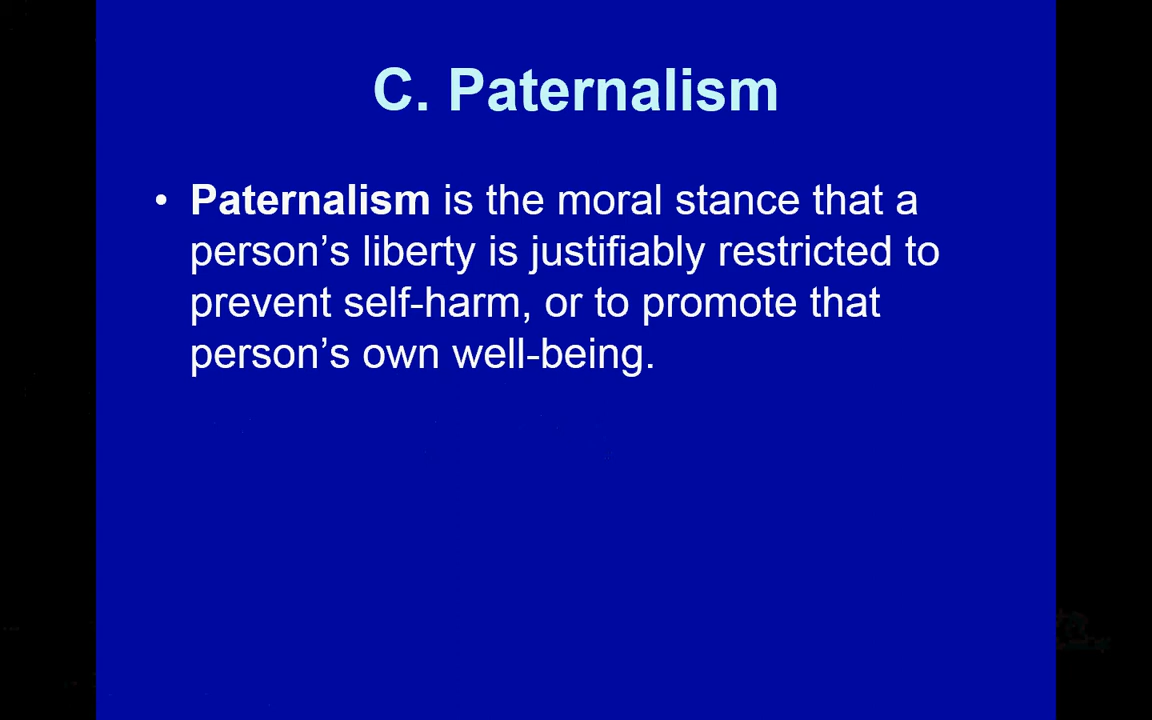 C. Paternalism
• Paternalism is the moral stance that a
person’s liberty is justifiably restricted to
prevent self-harm, or to promote that
person’s own well-being.